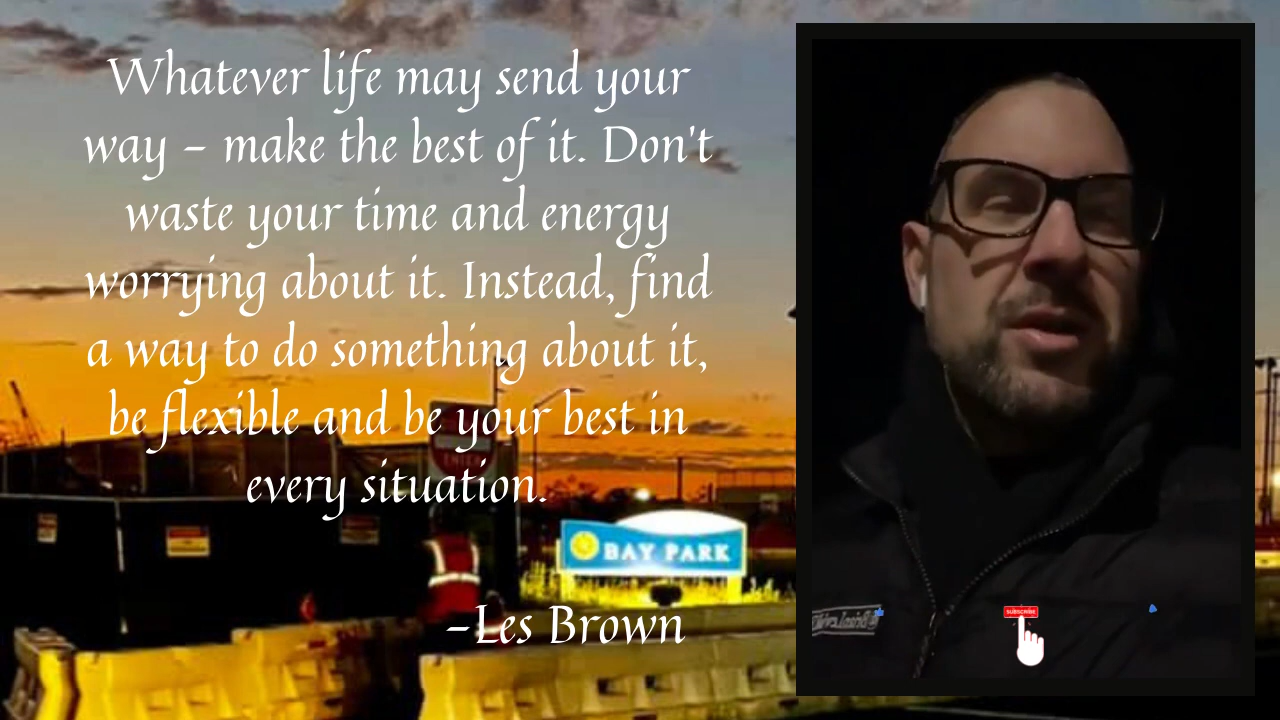 Whatever life may send your
way – make the best of it. Don't
waste your time and energy
worrying about it. Instead, find
a way to do something about it,
be flexible and be your best in
every situation.
BAY PARK
–Les Brown
SUBSCRIBE